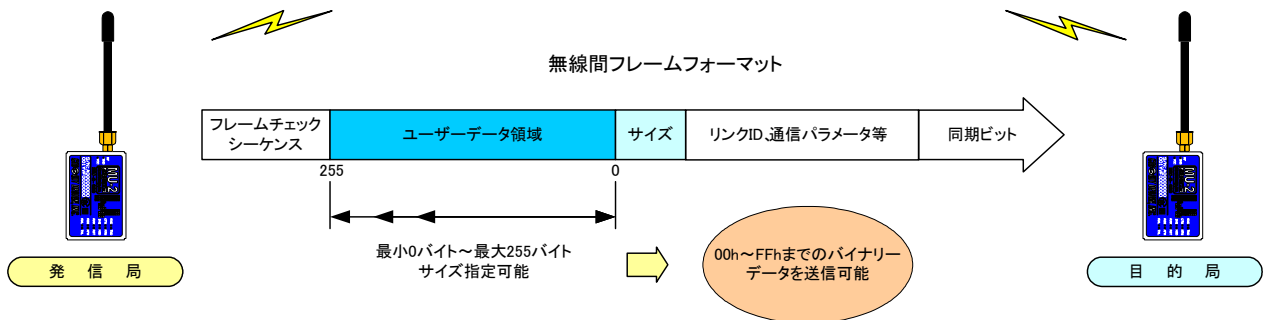 無線間フレームフォーマット
フレームチェック
シーケンス
ユーザーデータ領域
サイズ
リンクID、通信パラメータ等
同期ビット
255
0
最小0バイト～最大255バイト
サイズ指定可能
00h～FFhまでのバイナリー
データを送信可能
MU-2
発 信 局
MU-2
目 的 局